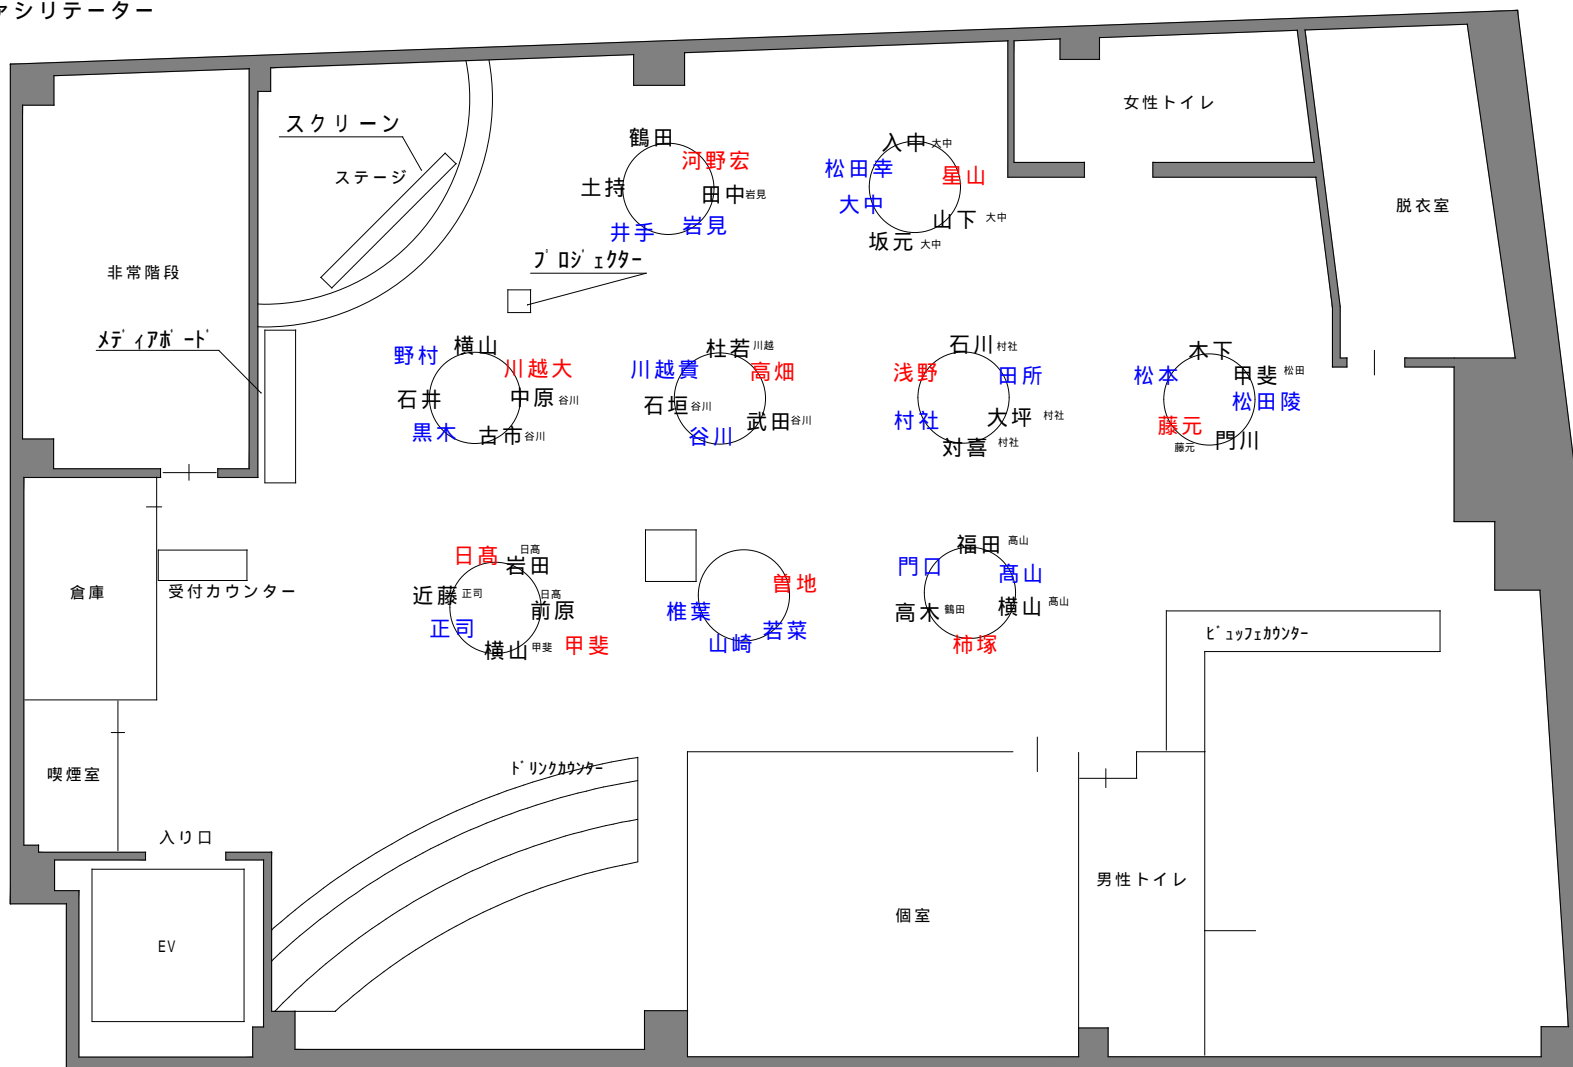 ァシリテーター
スクリーン
ステージ
非常階段
メディアボード
プロジェクター
女性トイレ
脱衣室
鶴田
河野宏
土持
田中 岩見
井手
岩見
入中 大中
松田幸
星山
大中
山下 大中
坂元 大中
野村
横山
川越大
石井
中原 谷川
黒木
古市 谷川
川越貴
杜若 川越
高畑
石垣 谷川
武田 谷川
谷川
浅野
石川 村社
田所
村社
大坪 村社
対喜 村社
松本
木下
甲斐 松田
松田陵
藤元
藤元
門川
倉庫
受付カウンター
日髙
日髙
岩田
近藤 正司
日髙
前原
正司
横山 甲斐
甲斐
曽地
椎葉
山崎
若菜
門口
福田 髙山
髙山
高木 鶴田
横山 髙山
柿塚
ビュッフェカウンター
喫煙室
ドリンクカウンター
入り口
EV
個室
男性トイレ